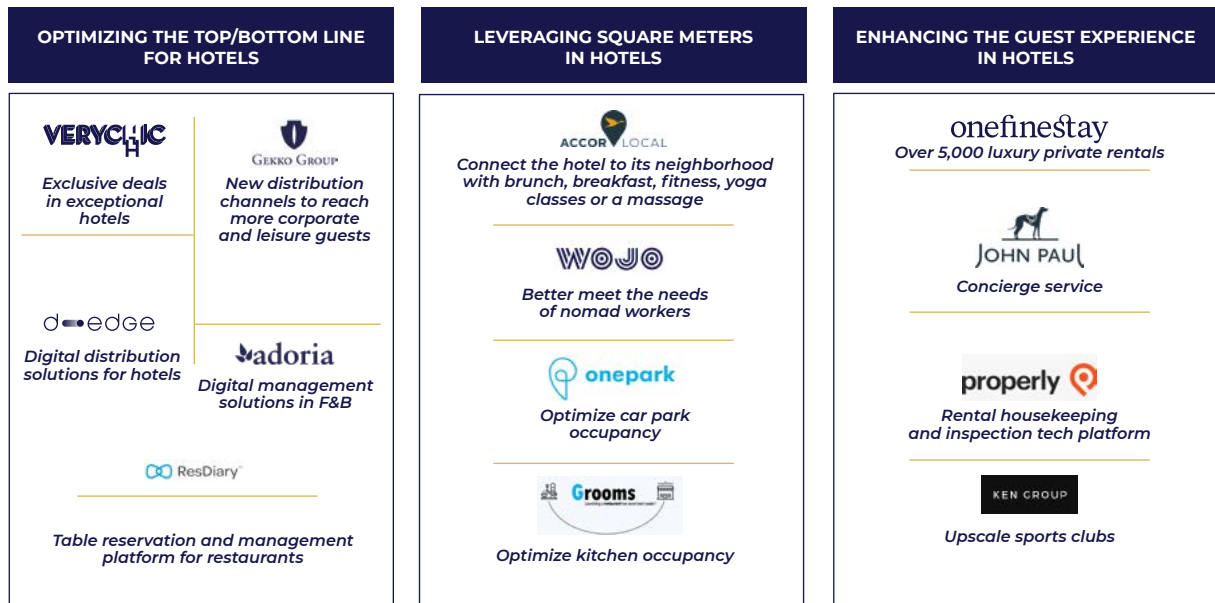 OPTIMIZING THE TOP/BOTTOM LINE
FOR HOTELS
VERYCHIC
Exclusive deals
in exceptional
hotels
GEKKO GROUP
New distribution
channels to reach
more corporate
and leisure guests
d-edge
Digital distribution
solutions for hotels
adoria
Digital management
solutions in F&B
ResDiary
Table reservation and management
platform for restaurants
LEVERAGING SQUARE METERS
IN HOTELS
ACCOR LOCAL
Connect the hotel to its neighborhood
with brunch, breakfast, fitness, yoga
classes or a massage
WOJO
Better meet the needs
of nomad workers
onepark
Optimize car park
occupancy
Grooms
Optimize kitchen occupancy
ENHANCING THE GUEST EXPERIENCE
IN HOTELS
onefinestay
Over 5,000 luxury private rentals
JOHN PAUL
Concierge service
properly
Rental housekeeping
and inspection tech platform
KEN GROUP
Upscale sports clubs